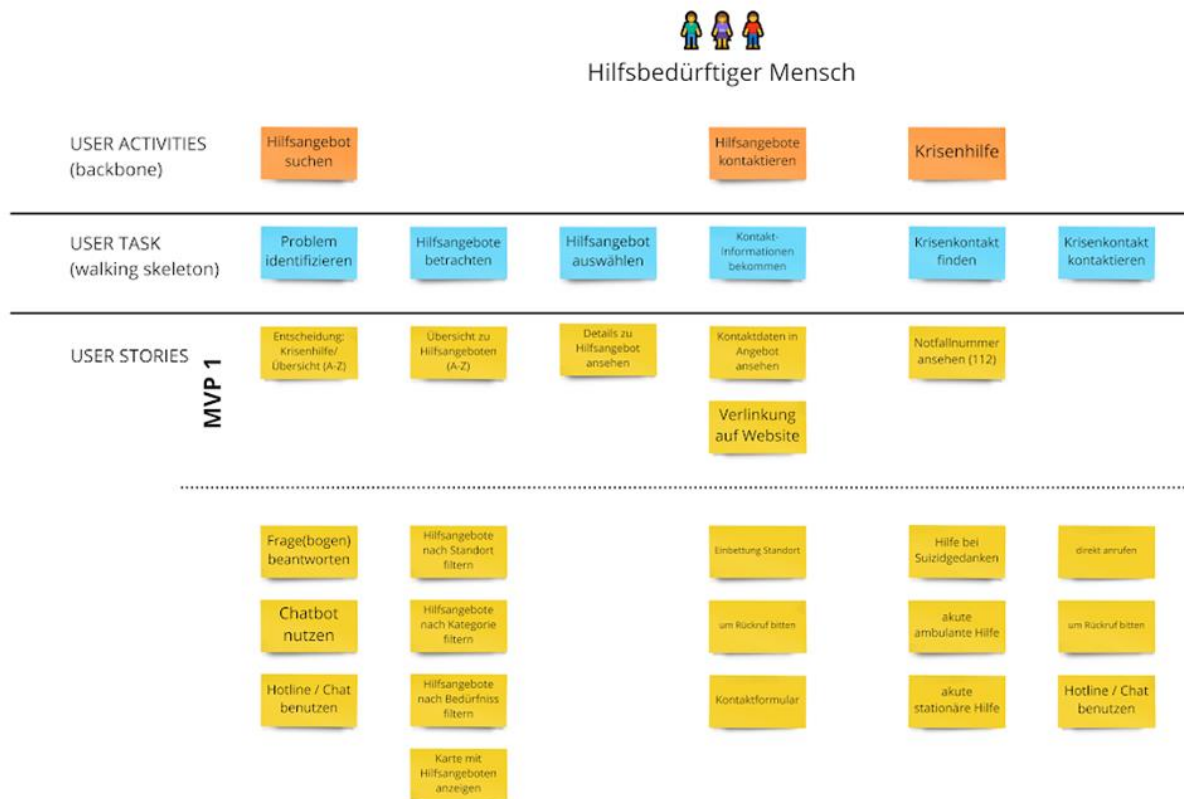 Hilfsbedürftiger Mensch
USER ACTIVITIES
(backbone)
Hilfsangebot
suchen
Hilfsangebote
kontaktieren
Krisenhilfe
USER TASK
(walking skeleton)
Problem
identifizieren
Hilfsangebote
betrachten
Hilfsangebot
auswählen
Kontakt-
Informationen
bekommen
Krisenkontakt
finden
Krisenkontakt
kontaktieren
USER STORIES
MVP 1
Entscheidung:
Krisenhilfe/
Übersicht (A-Z)
Übersicht zu
Hilfsangeboten
(A-Z)
Details zu
Hilfsangebot
ansehen
Kontaktdaten in
Angebot
ansehen
Notfallnummer
ansehen (112)
Verlinkung
auf Website
Frage(bogen)
beantworten
Hilfsangebote
nach Standort
filtern
Einbettung Standort
Hilfe bei
Suizidgedanken
direkt anrufen
Chatbot
nutzen
Hilfsangebote
nach Kategorie
filtern
um Rückruf bitten
akute
ambulante Hilfe
um Rückruf bitten
Hotline / Chat
benutzen
Hilfsangebote
nach Bedürfniss
filtern
Kontaktformular
akute
stationäre Hilfe
Hotline / Chat
benutzen
Karte mit
Hilfsangeboten
anzeigen